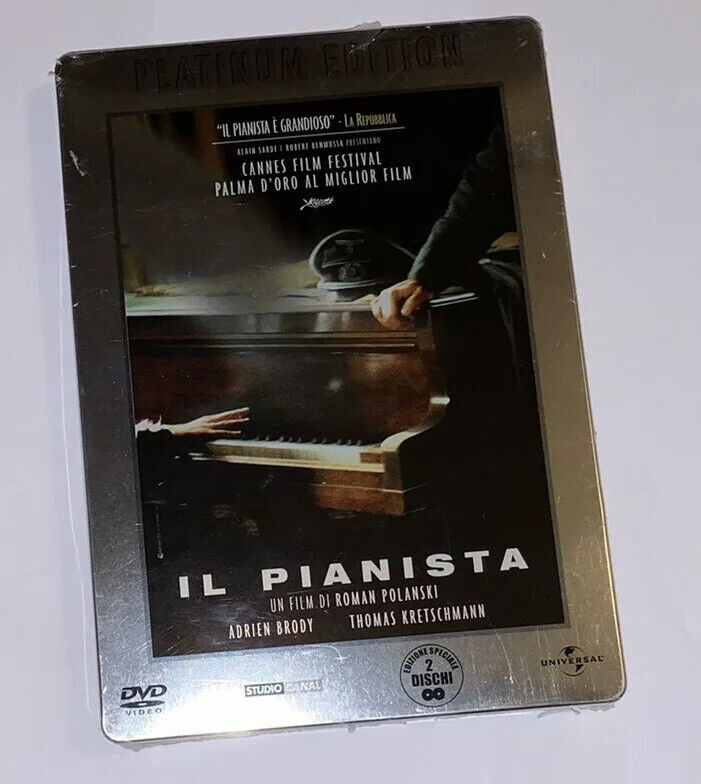 PLATINUM EDITION
"IL PIANISTA È GRANDIOSO" - LA REPUBBLICA
ALAIN SARDE E ROBERT BENMUSSA PRESENTANO
CANNES FILM FESTIVAL
PALMA D'ORO AL MIGLIOR FILM
IL PIANISTA
UN FILM DI ROMAN POLANSKI
ADRIEN BRODY THOMAS KRETSCHMANN
DVD
VIDEO
STUDIO CANAL
EDIZIONE SPECIALE
2
DISCHI
UNIVERSAL